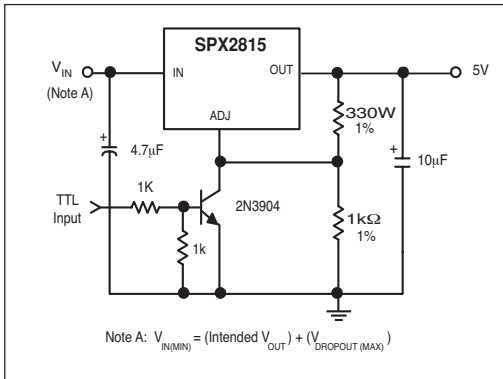 SPX2815
V_IN
IN
OUT
5V
(Note A)
ADJ
330W
1%
+
4.7µF
+
10µF
1K
TTL
Input
2N3904
1kΩ
1%
1k
Note A: V_IN(MIN) = (Intended V_OUT) + (V_DROPOUT (MAX) )